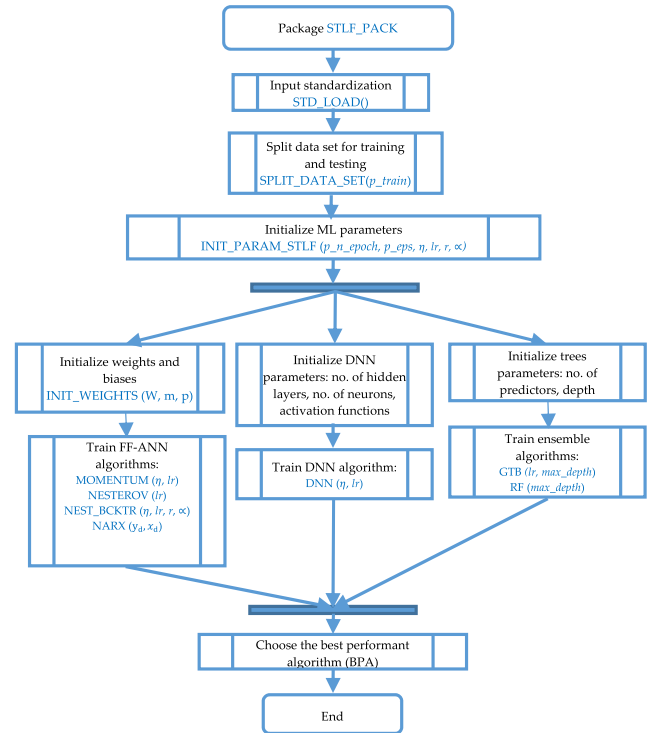 Package STLF_PACK
Input standardization
STD_LOAD()
Split data set for training
and testing
SPLIT_DATA_SET(p_train)
Initialize ML parameters
INIT_PARAM_STLF (p_n_epoch, p_eps, η, lr, r, ∝)
Initialize weights and
biases
INIT_WEIGHTS (W, m, p)
Initialize DNN
parameters: no. of hidden
layers, no. of neurons,
activation functions
Initialize trees
parameters: no. of
predictors, depth
Train FF-ANN
algorithms:
MOMENTUM (η, lr)
NESTEROV (lr)
NEST_BCKTR (η, lr, r, ∝)
NARX (y_d, x_d)
Train DNN algorithm:
DNN (η, lr)
Train ensemble
algorithms:
GTB (lr, max_depth)
RF (max_depth)
Choose the best performant
algorithm (BPA)
End